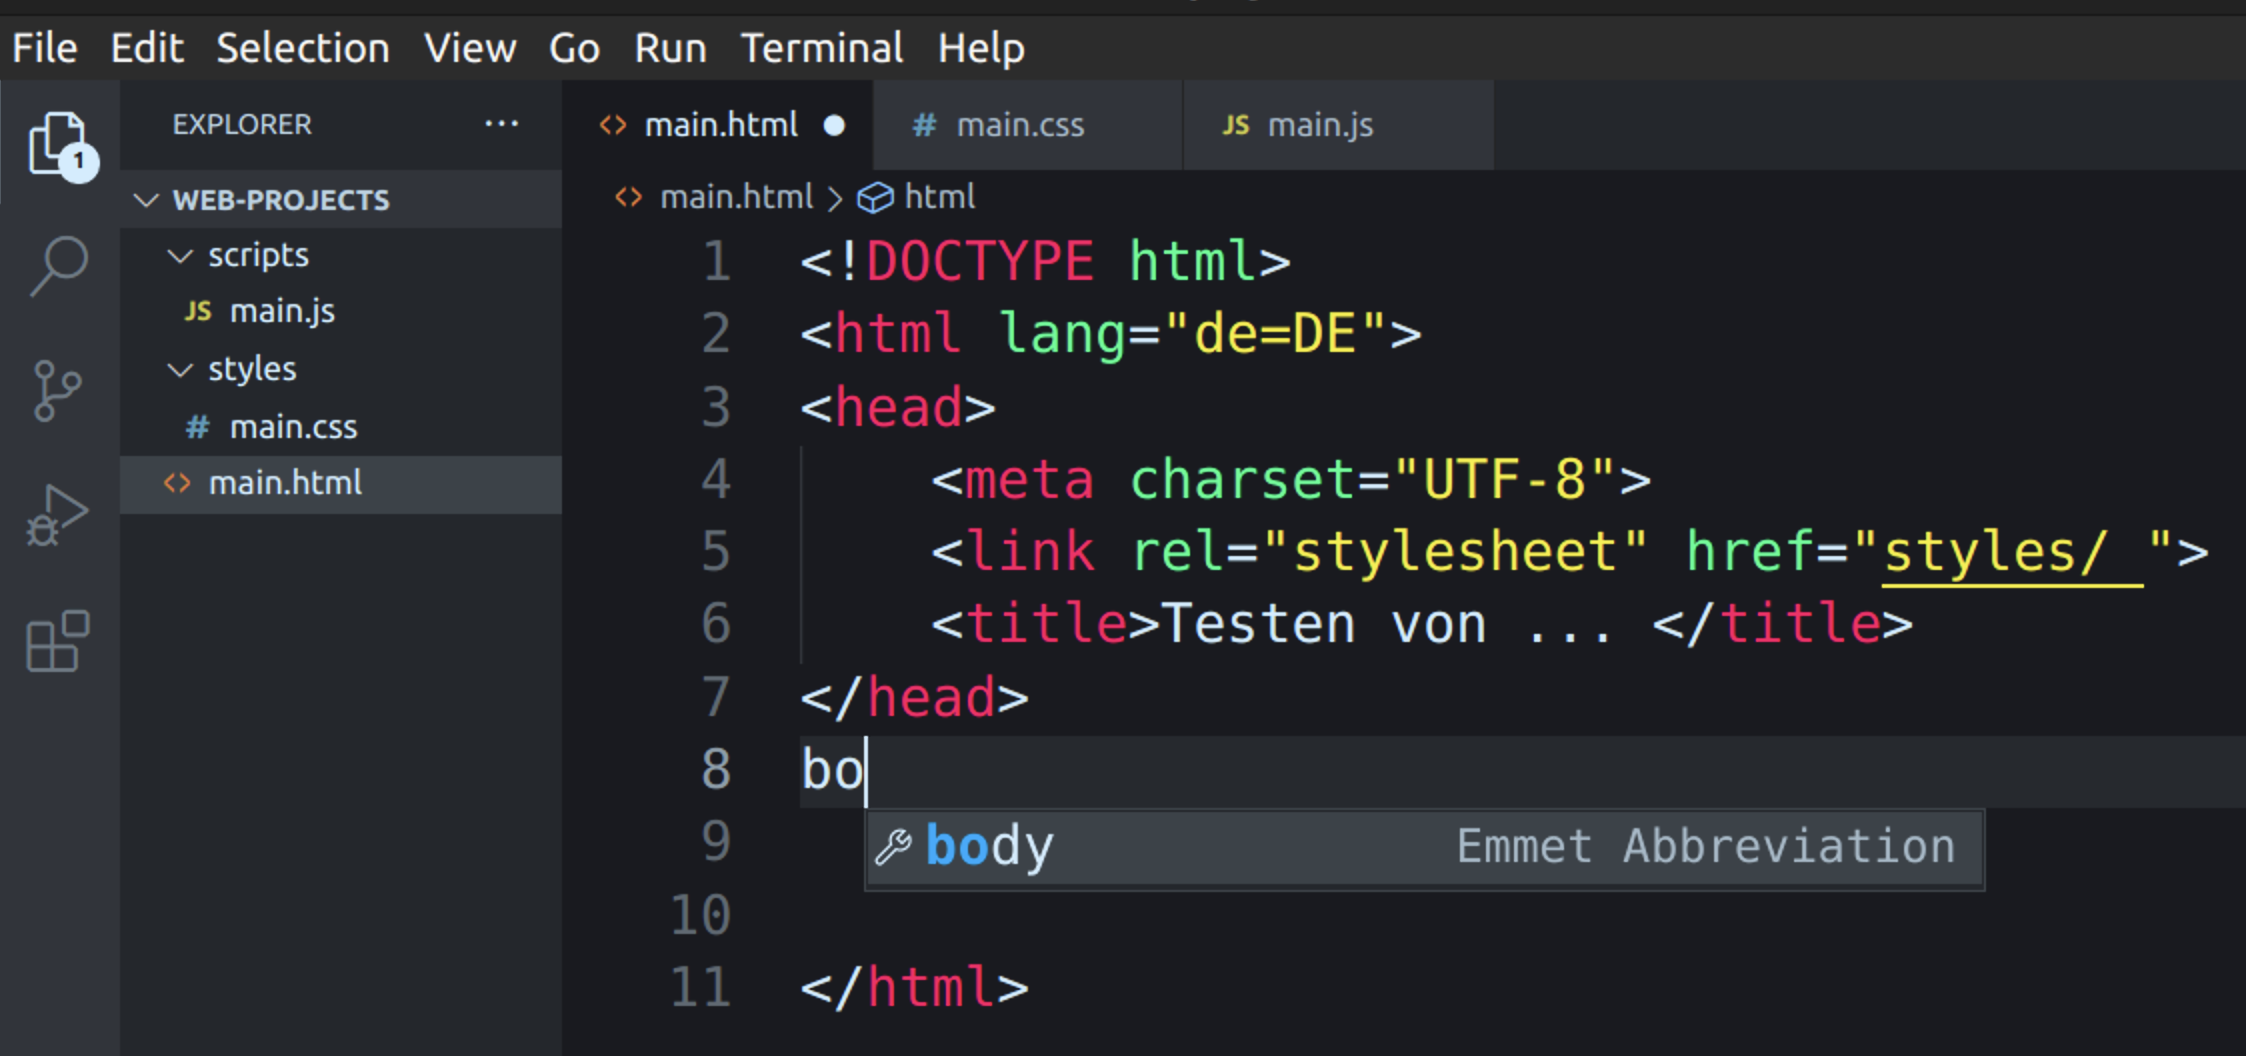 File Edit Selection View Go Run Terminal Help
EXPLORER ...
1
WEB-PROJECTS
scripts
JS main.js
styles
# main.css
<> main.html
<> main.html # main.css JS main.js
<> main.html > html
1 <!DOCTYPE html>
2 <html lang="de=DE">
3 <head>
4 <meta charset="UTF-8">
5 <link rel="stylesheet" href="styles/ ">
6 <title>Testen von ... </title>
7 </head>
8 bo
9 body Emmet Abbreviation
10
11 </html>